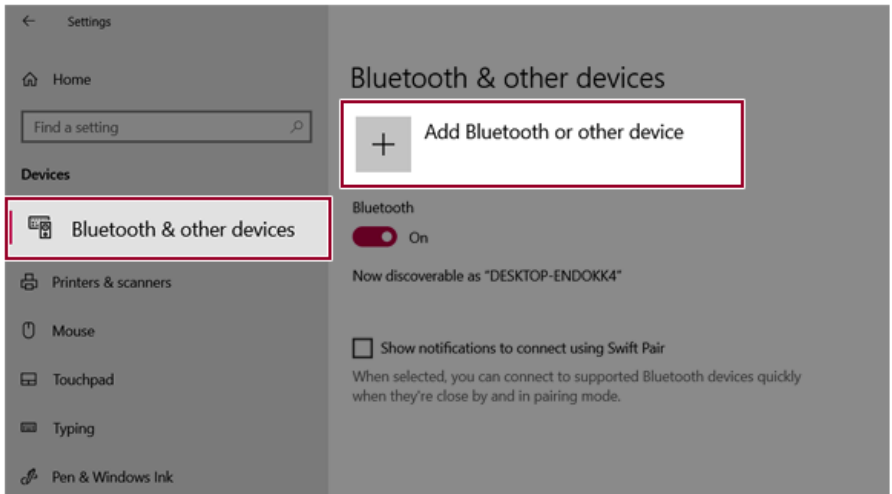 Settings
Home
Find a setting
Devices
Bluetooth & other devices
Printers & scanners
Mouse
Touchpad
Typing
Pen & Windows Ink
Bluetooth & other devices
Add Bluetooth or other device
Bluetooth
On
Now discoverable as "DESKTOP-ENDOKK4"
Show notifications to connect using Swift Pair
When selected, you can connect to supported Bluetooth devices quickly
when they're close by and in pairing mode.